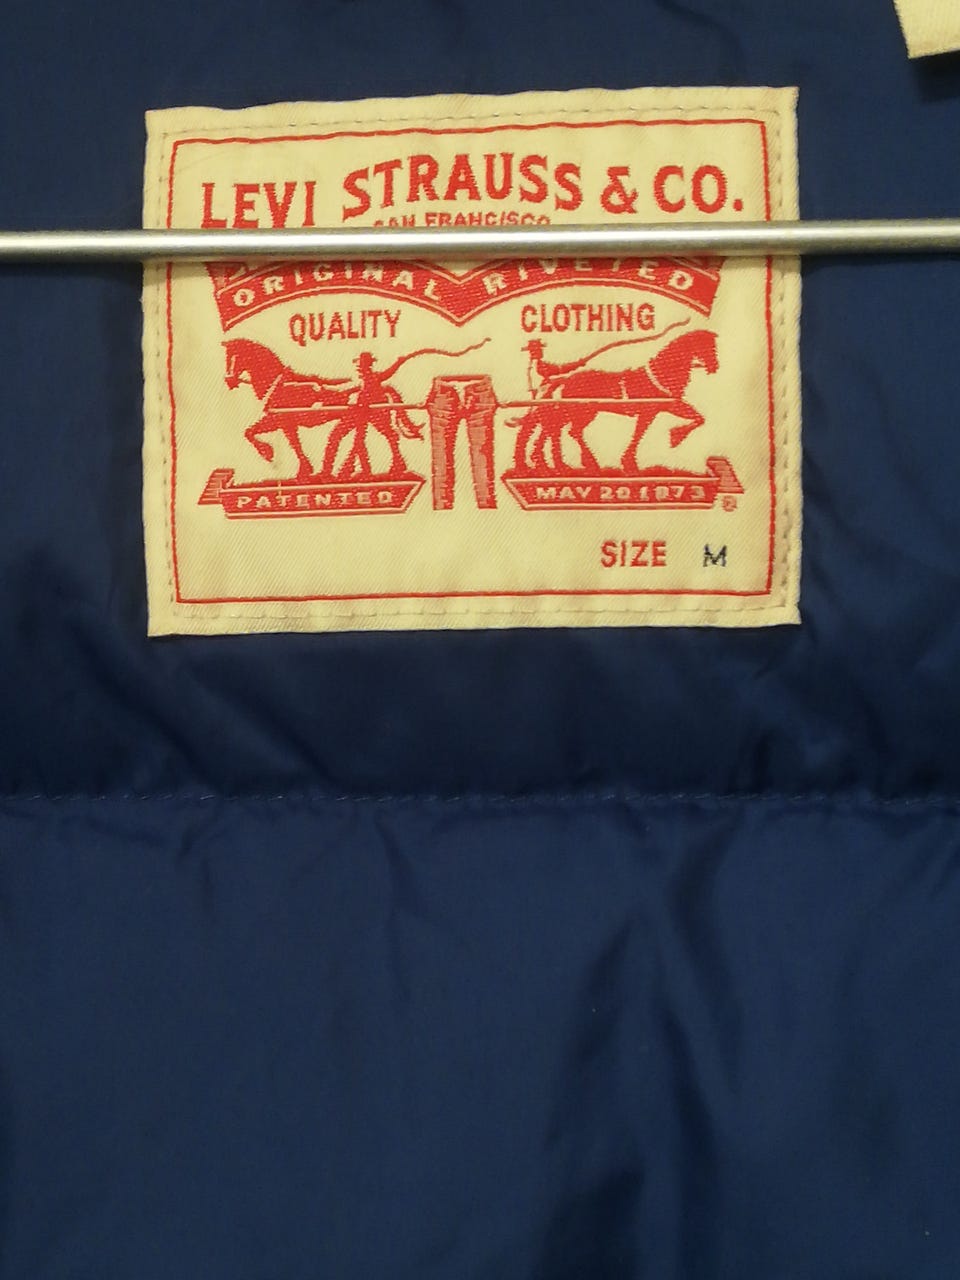 LEVI STRAUSS & CO.
SAN FRANCISCO
ORIGINAL RIVETED
QUALITY CLOTHING
PATENTED MAY 20 1873 ®
SIZE M